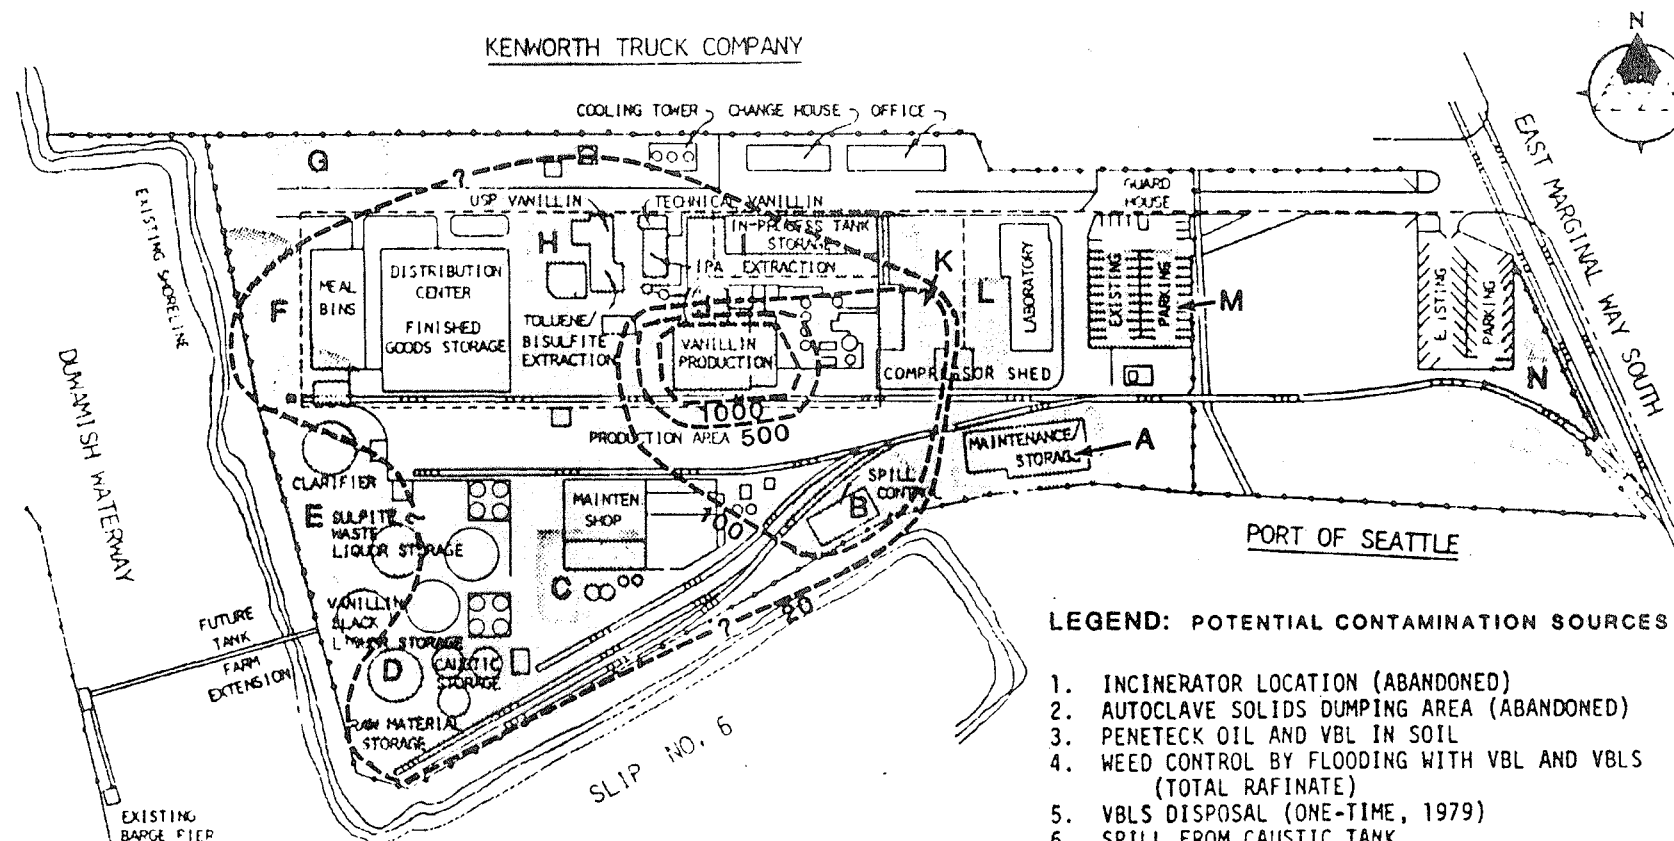 KENWORTH TRUCK COMPANY
N
COOLING TOWER
CHANGE HOUSE
OFFICE
G
?
EXISTING SHORELINE
USP VANILLIN
TECHNICAL VANILLIN
GUARD
HOUSE
EAST MARGINAL WAY SOUTH
IN-PROCESS TANK
STORAGE
H
IPA EXTRACTION
K
F
MEAL
BINS
DISTRIBUTION
CENTER
FINISHED
GOODS STORAGE
TOLUENE/
BISULFITE
EXTRACTION
VANILLIN
PRODUCTION
L
LABORATORY
EXISTING
PARKING
M
PARKING
N
COMPRESSOR SHED
DUWAMISH WATERWAY
1000
PRODUCTION AREA
500
MAINTENANCE/
STORAGE
A
CLARIFIER
SPILL
B
E
SULPITE
WASTE
LIQUOR STORAGE
?
MAINTEN.
SHOP
100
PORT OF SEATTLE
C
VANILLIN
BLACK
LIQUOR STORAGE
FUTURE
TANK
FARM
EXTENSION
D
CAUSTIC
STORAGE
?
20
RAW MATERIAL
STORAGE
SLIP NO. 6
EXISTING
BARGE PIER
LEGEND: POTENTIAL CONTAMINATION SOURCES
1. INCINERATOR LOCATION (ABANDONED)
2. AUTOCLAVE SOLIDS DUMPING AREA (ABANDONED)
3. PENETECK OIL AND VBL IN SOIL
4. WEED CONTROL BY FLOODING WITH VBL AND VBLS
(TOTAL RAFINATE)
5. VBLS DISPOSAL (ONE-TIME, 1979)
6. SPILL FROM CAUSTIC TANK